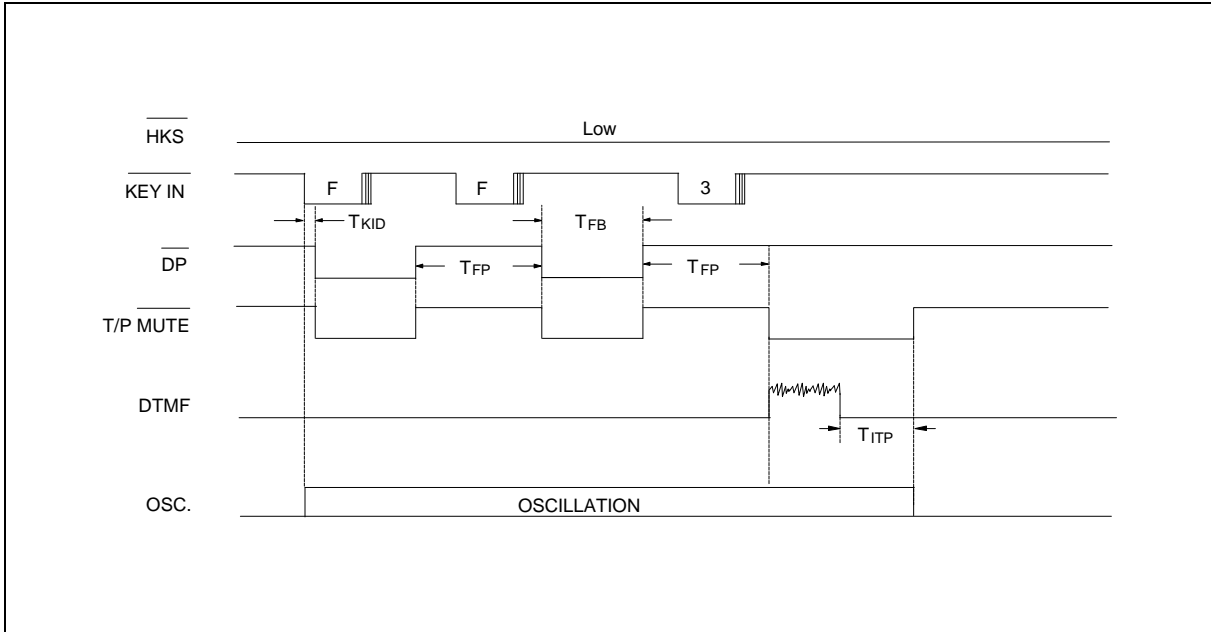 HKS
Low
KEY IN
F
F
3
TKID
TFB
DP
TFP
TFP
T/P MUTE
DTMF
TITP
OSC.
OSCILLATION